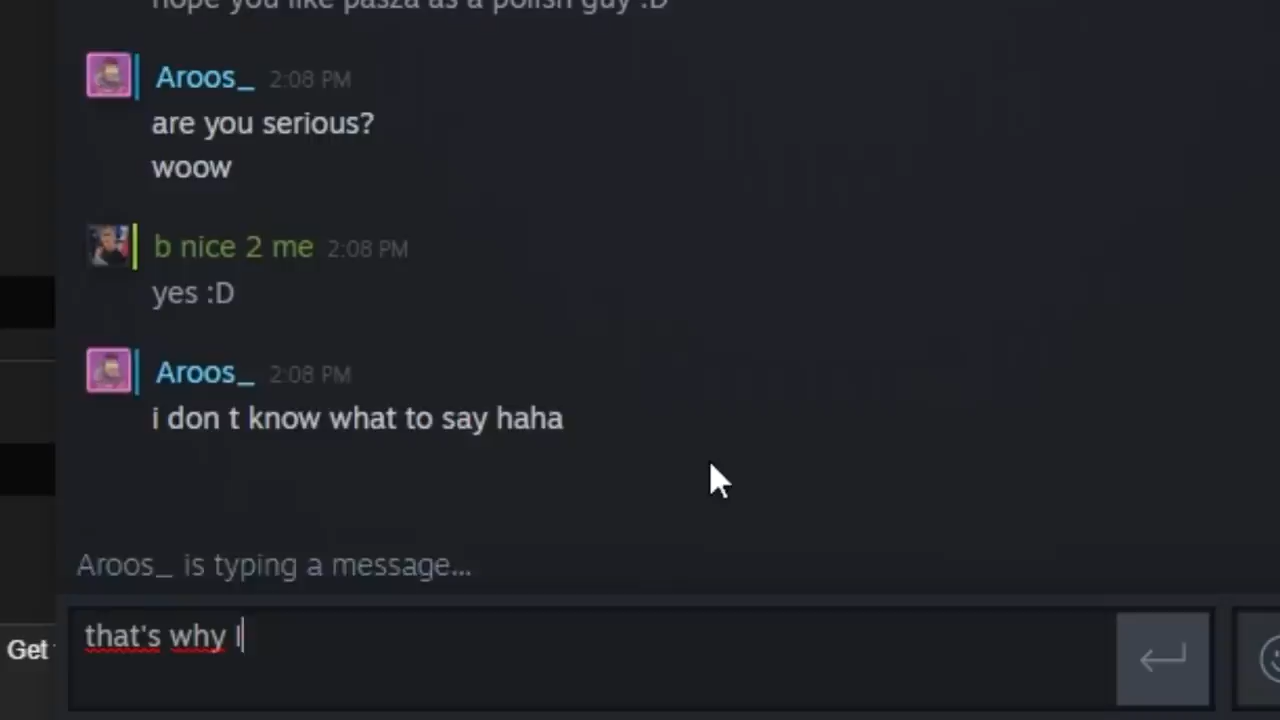 hope you like pasza as a polish guy :D
Aroos_ 2:08 PM
are you serious?
woow
b nice 2 me 2:08 PM
yes :D
Aroos_ 2:08 PM
i don t know what to say haha
Aroos_ is typing a message...
that's why I
Get